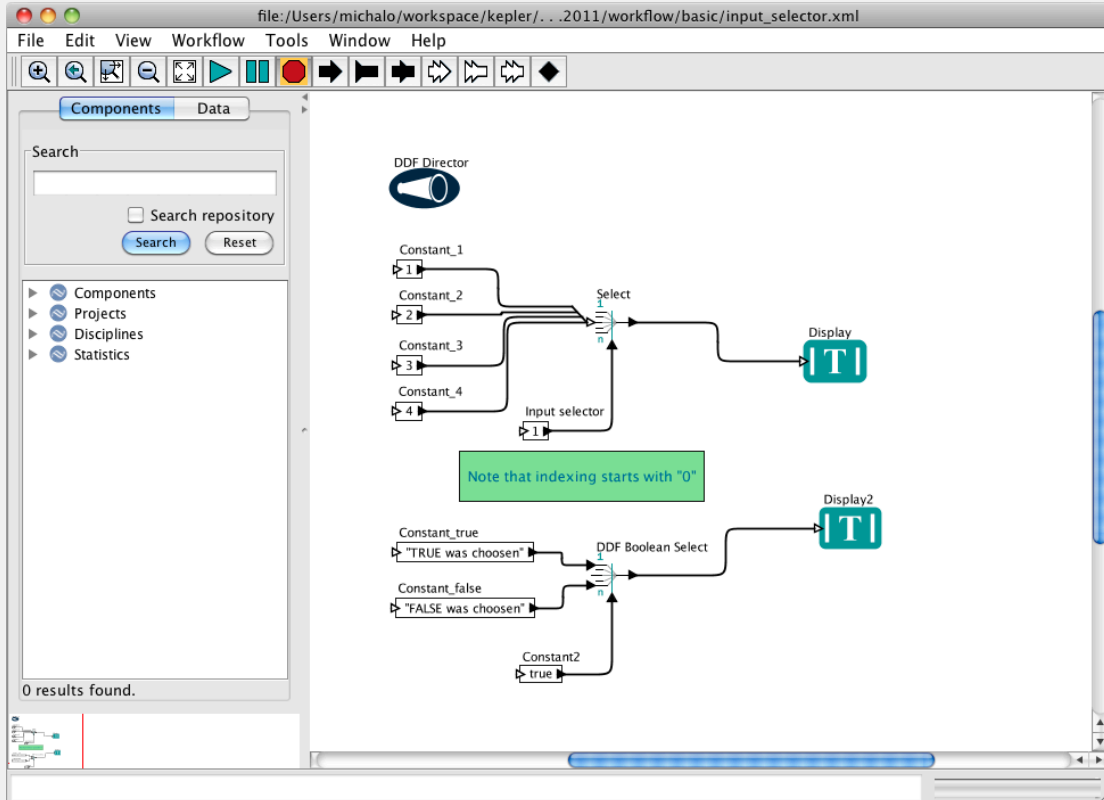 file:/Users/michalo/workspace/kepler/. . .2011/workflow/basic/input_selector.xml
File Edit View Workflow Tools Window Help
Components Data
Search
Search repository
Search Reset
Components
Projects
Disciplines
Statistics
0 results found.
DDF Director
Constant_1
1
Constant_2
2
Constant_3
3
Constant_4
4
Select
1
n
Input selector
1
Display
T
Note that indexing starts with "0"
Constant_true
"TRUE was choosen"
Constant_false
"FALSE was choosen"
DDF Boolean Select
1
n
Constant2
true
Display2
T